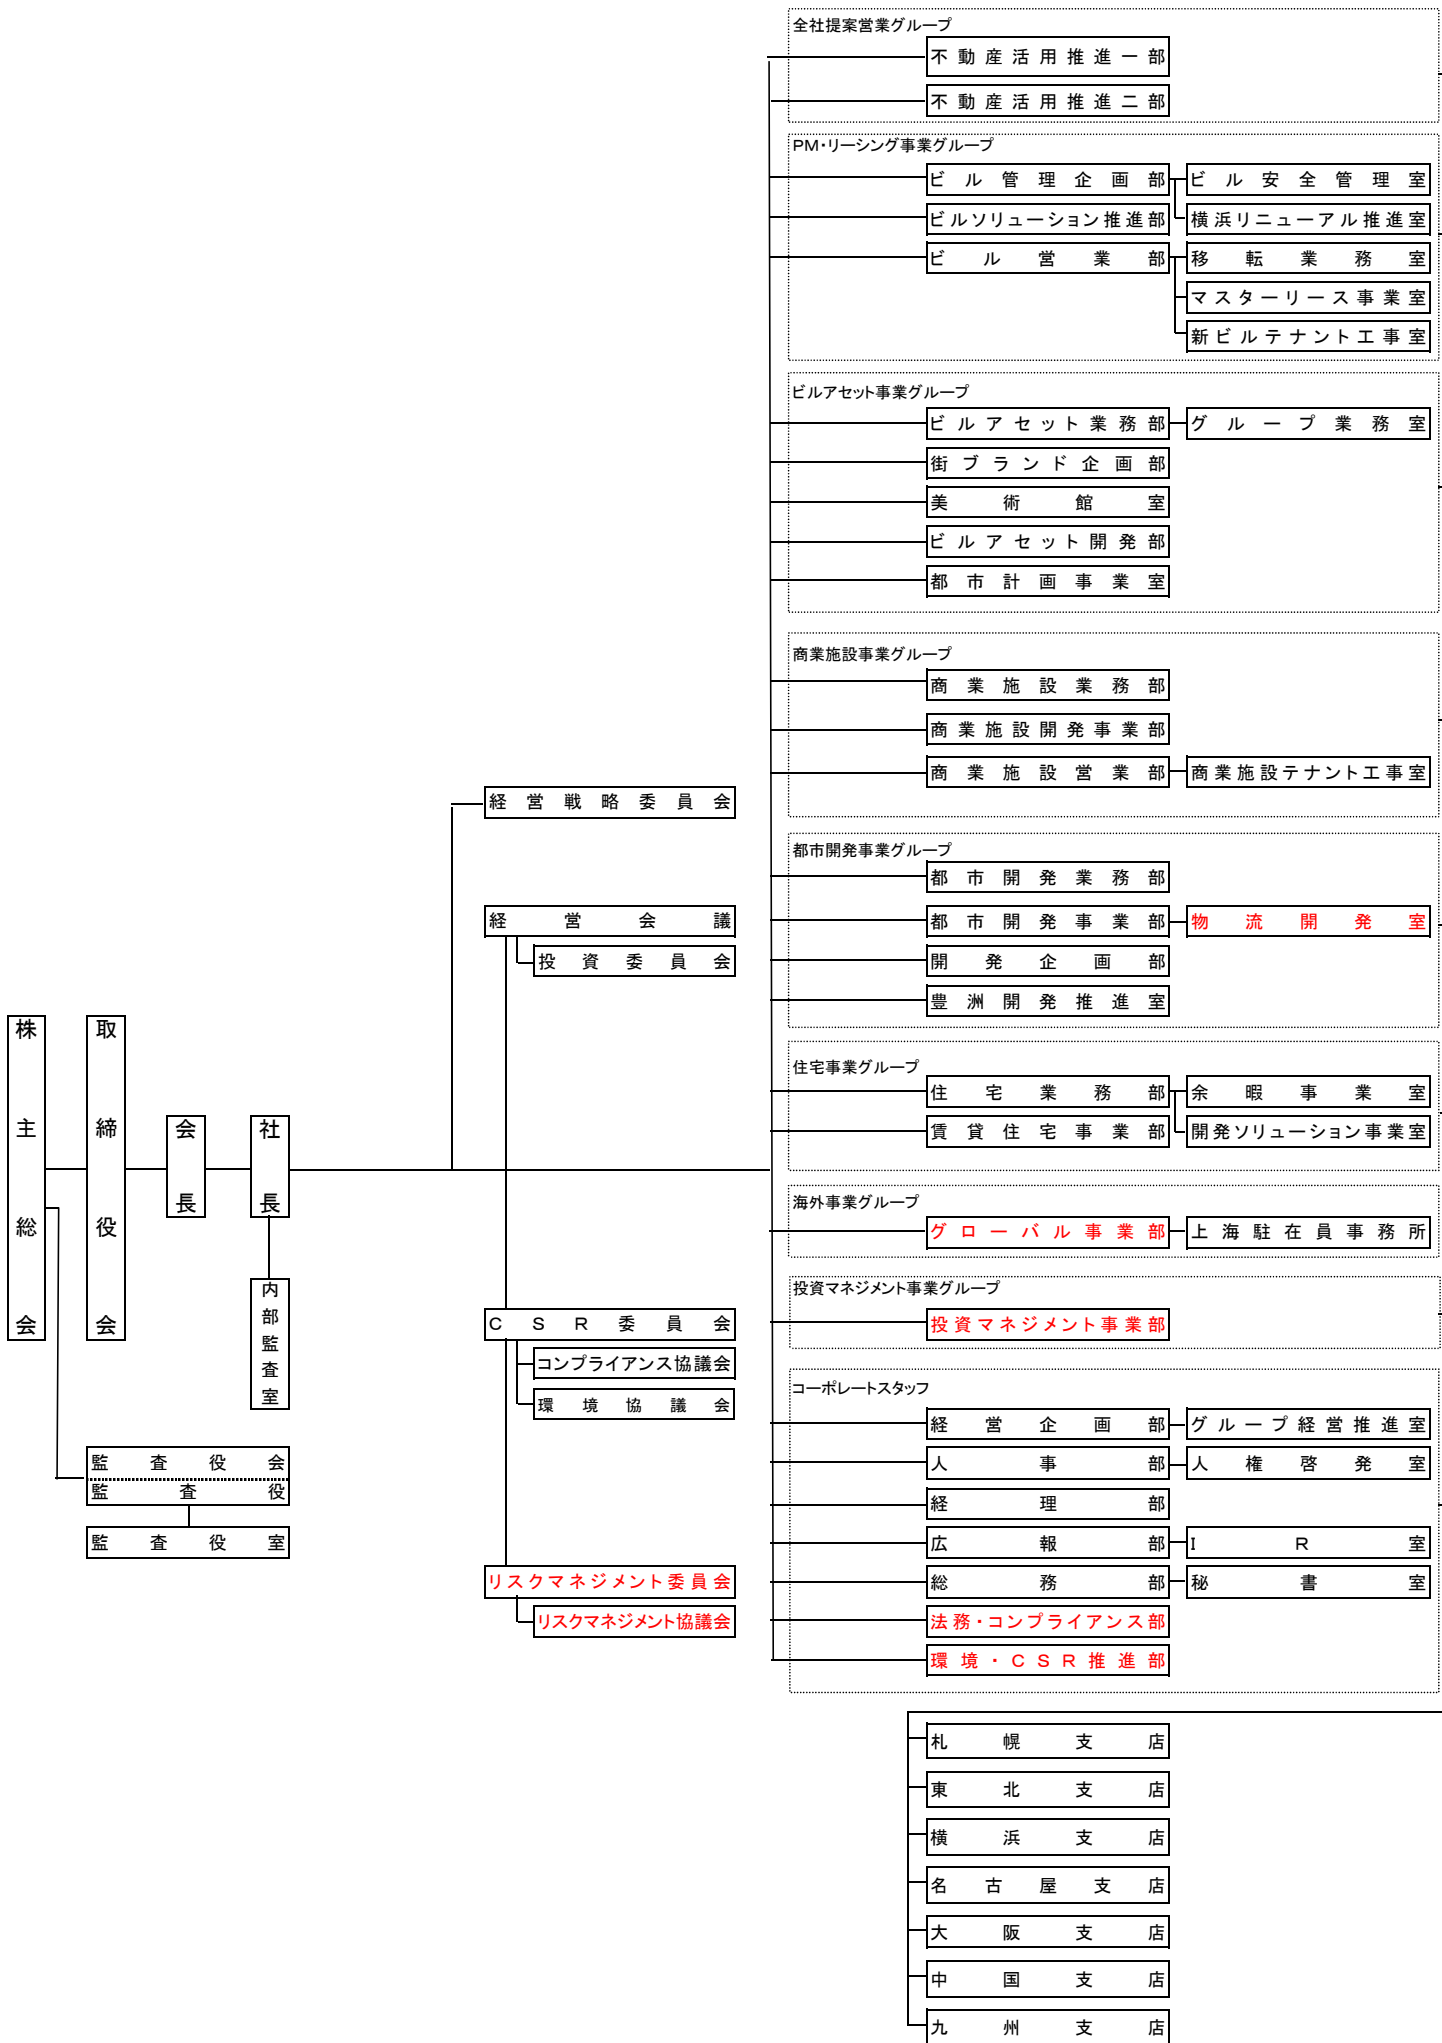 株主総会
取締役会
会長
社長
内部監査室
監査役会
監査役
監査役室
経営戦略委員会
経営会議
投資委員会
CSR委員会
コンプライアンス協議会
環境協議会
リスクマネジメント委員会
リスクマネジメント協議会
全社提案営業グループ
不動産活用推進一部
不動産活用推進二部
PM・リーシング事業グループ
ビル管理企画部
ビル安全管理室
ビルソリューション推進部
横浜リニューアル推進室
ビル営業部
移転業務室
マスターリース事業室
新ビルテナント工事室
ビルアセット事業グループ
ビルアセット業務部
グループ業務室
街ブランド企画部
美術館室
ビルアセット開発部
都市計画事業室
商業施設事業グループ
商業施設業務部
商業施設開発事業部
商業施設営業部
商業施設テナント工事室
都市開発事業グループ
都市開発業務部
都市開発事業部
物流開発室
開発企画部
豊洲開発推進室
住宅事業グループ
住宅業務部
余暇事業室
賃貸住宅事業部
開発ソリューション事業室
海外事業グループ
グローバル事業部
上海駐在員事務所
投資マネジメント事業グループ
投資マネジメント事業部
コーポレートスタッフ
経営企画部
グループ経営推進室
人事部
人権啓発室
経理部
広報部
IR室
総務部
秘書室
法務・コンプライアンス部
環境・CSR推進部
札幌支店
東北支店
横浜支店
名古屋支店
大阪支店
中国支店
九州支店